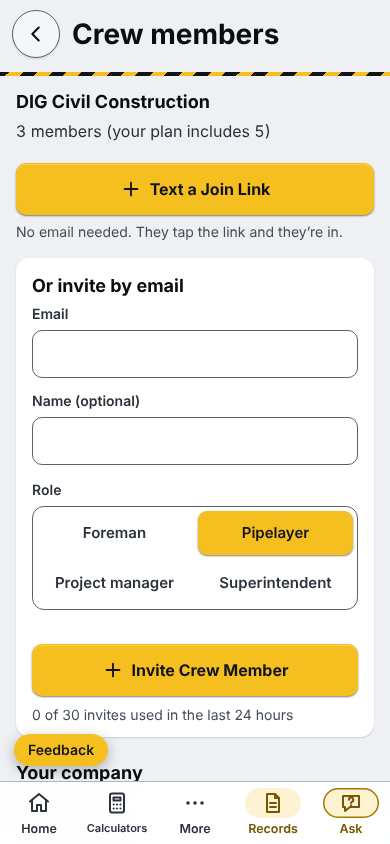 Crew members
DIG Civil Construction
3 members (your plan includes 5)
Text a Join Link
No email needed. They tap the link and they're in.
Or invite by email
Email
Name (optional)
Role
Foreman
Pipelayer
Project manager
Superintendent
Invite Crew Member
0 of 30 invites used in the last 24 hours
Feedback
Your company
Home
Calculators
More
Records
Ask